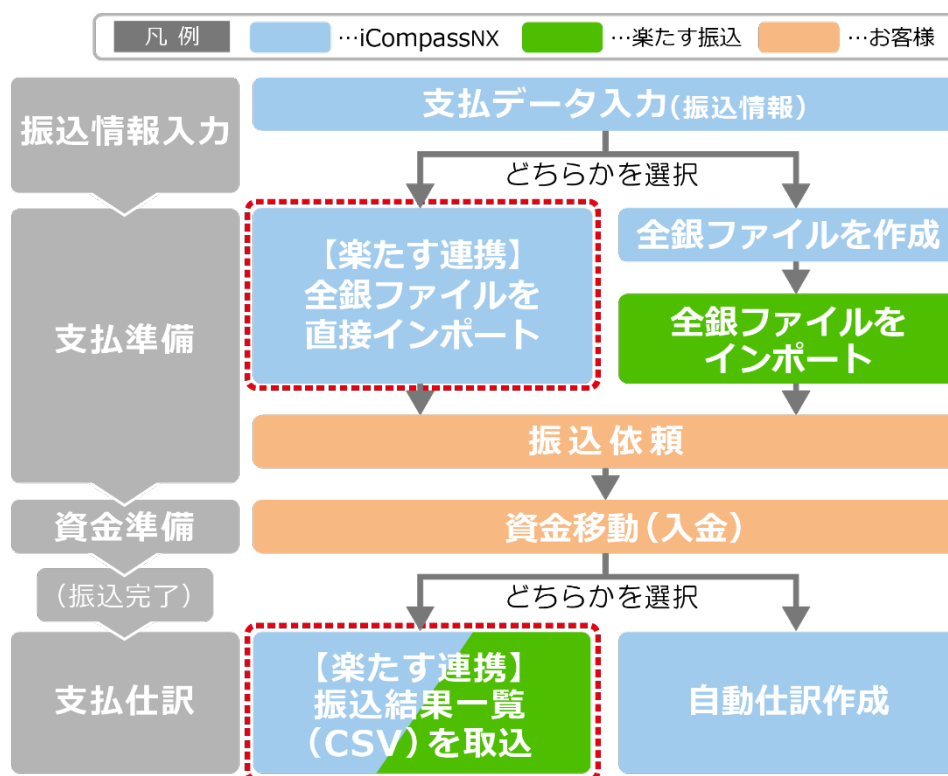 凡例 …iCompassNX …楽たす振込 …お客様
振込情報入力
支払データ入力(振込情報)
どちらかを選択
支払準備
【楽たす連携】
全銀ファイルを
直接インポート
全銀ファイルを作成
全銀ファイルを
インポート
振込依頼
資金準備
資金移動(入金)
(振込完了)
どちらかを選択
支払仕訳
【楽たす連携】
振込結果一覧
(CSV)を取込
自動仕訳作成